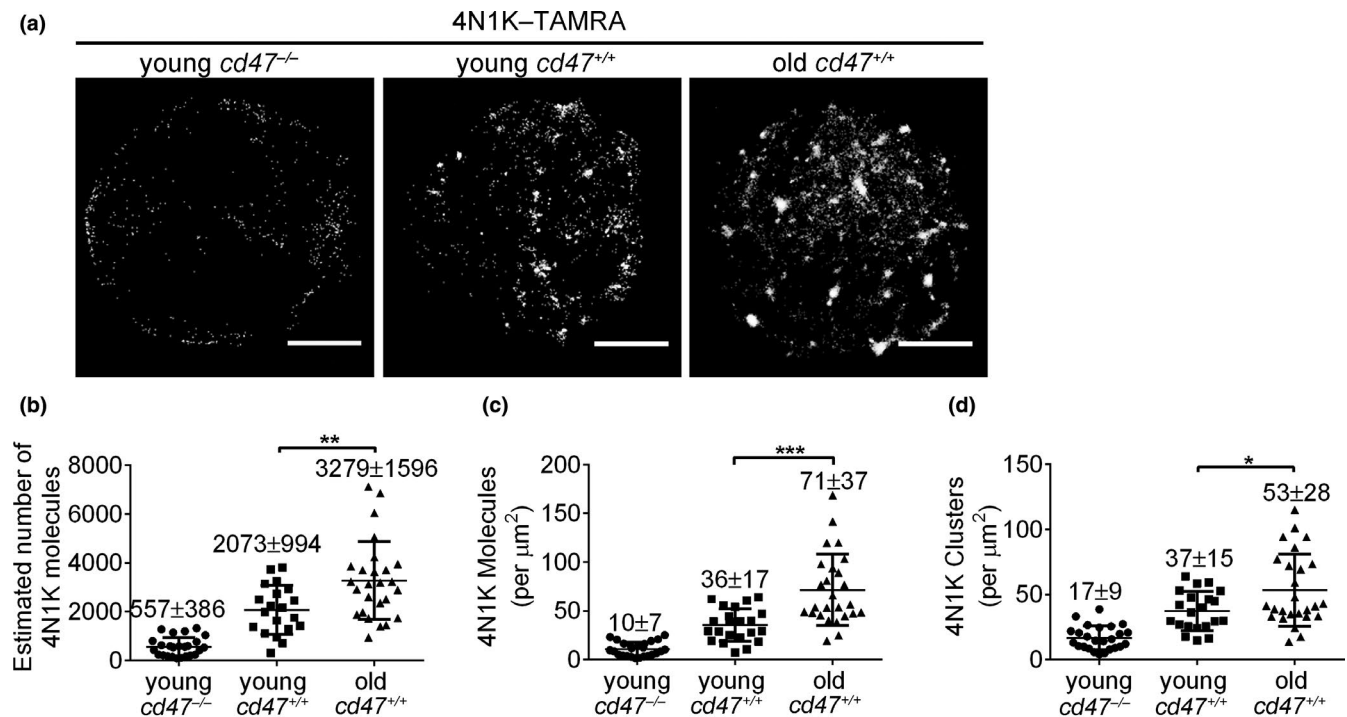 (a)
4N1K–TAMRA
young cd47–/–
young cd47+/+
old cd47+/+
(b)
Estimated number of
4N1K molecules
8000
6000
4000
2000
0
557±386
2073±994
3279±1596
**
young
cd47–/–
young
cd47+/+
old
cd47+/+
(c)
4N1K Molecules
(per μm2)
200
150
100
50
0
10±7
36±17
71±37
***
young
cd47–/–
young
cd47+/+
old
cd47+/+
(d)
4N1K Clusters
(per μm2)
150
100
50
0
17±9
37±15
53±28
*
young
cd47–/–
young
cd47+/+
old
cd47+/+